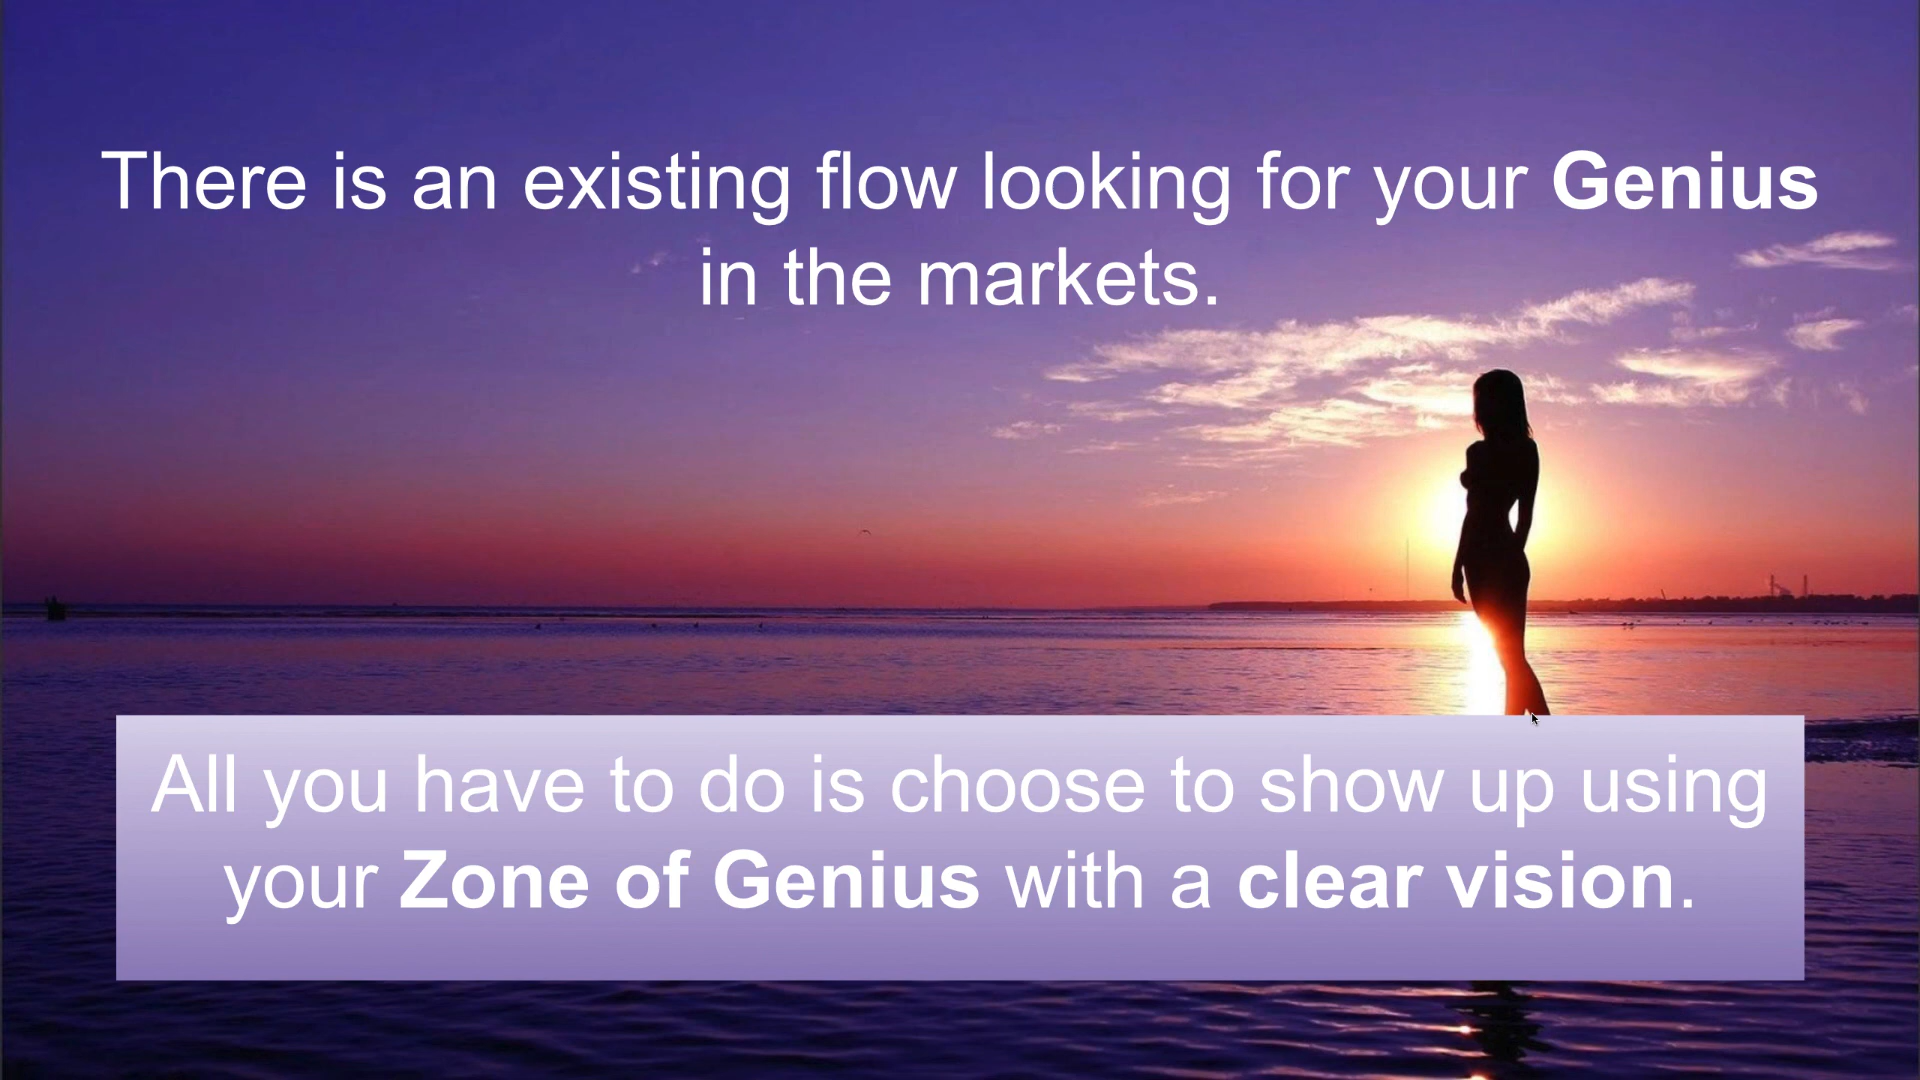 There is an existing flow looking for your Genius
in the markets.
All you have to do is choose to show up using
your Zone of Genius with a clear vision.